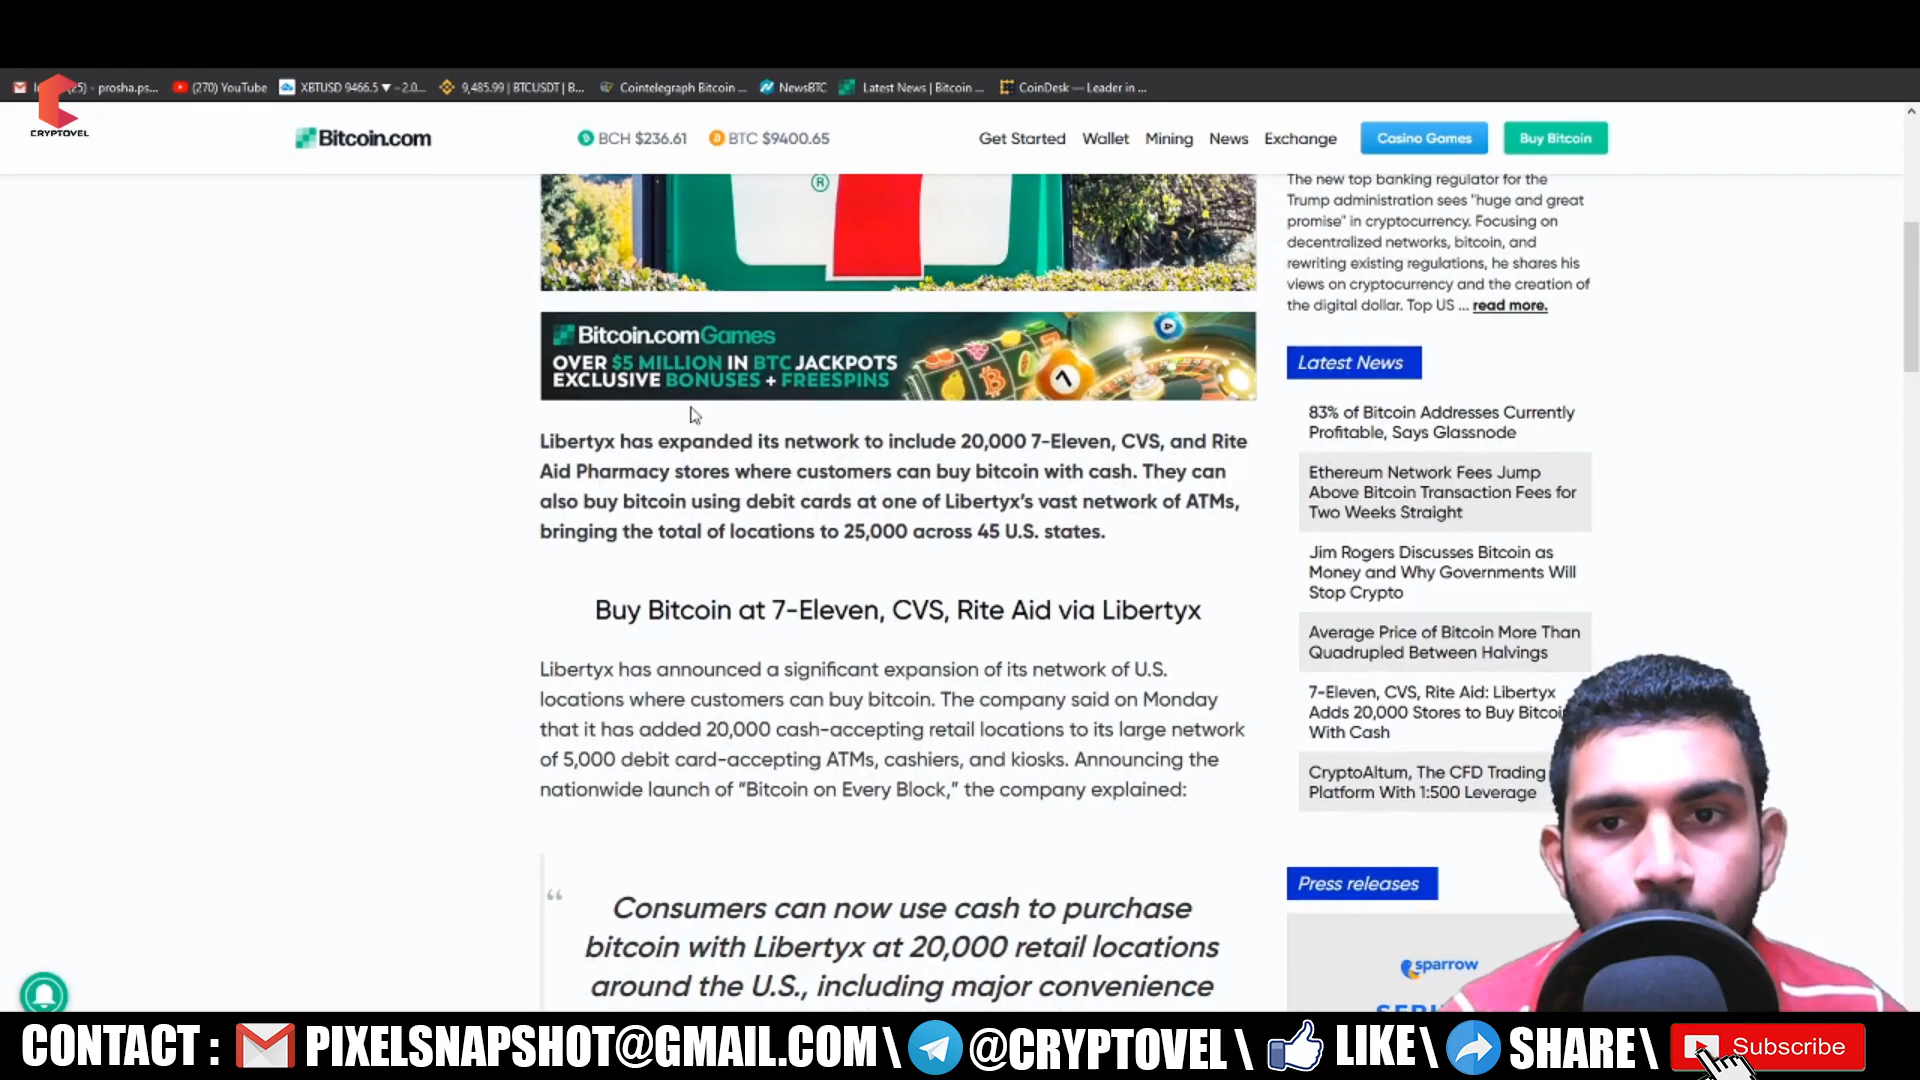 I (25) - prosha.ps...
(270) YouTube
XBTUSD 9466.5 ▼ -2.0...
9,485.99 | BTCUSDT | B...
Cointelegraph Bitcoin ...
NewsBTC
Latest News | Bitcoin ...
CoinDesk — Leader in ...
CRYPTOVEL
Bitcoin.com
BCH $236.61
BTC $9400.65
Get Started
Wallet
Mining
News
Exchange
Casino Games
Buy Bitcoin
®
Bitcoin.com Games
OVER $5 MILLION IN BTC JACKPOTS
EXCLUSIVE BONUSES + FREESPINS
Libertyx has expanded its network to include 20,000 7-Eleven, CVS, and Rite
Aid Pharmacy stores where customers can buy bitcoin with cash. They can
also buy bitcoin using debit cards at one of Libertyx's vast network of ATMs,
bringing the total of locations to 25,000 across 45 U.S. states.
Buy Bitcoin at 7-Eleven, CVS, Rite Aid via Libertyx
Libertyx has announced a significant expansion of its network of U.S.
locations where customers can buy bitcoin. The company said on Monday
that it has added 20,000 cash-accepting retail locations to its large network
of 5,000 debit card-accepting ATMs, cashiers, and kiosks. Announcing the
nationwide launch of “Bitcoin on Every Block,” the company explained:
“
Consumers can now use cash to purchase
bitcoin with Libertyx at 20,000 retail locations
around the U.S., including major convenience
The new top banking regulator for the
Trump administration sees "huge and great
promise" in cryptocurrency. Focusing on
decentralized networks, bitcoin, and
rewriting existing regulations, he shares his
views on cryptocurrency and the creation of
the digital dollar. Top US ... read more.
Latest News
83% of Bitcoin Addresses Currently
Profitable, Says Glassnode
Ethereum Network Fees Jump
Above Bitcoin Transaction Fees for
Two Weeks Straight
Jim Rogers Discusses Bitcoin as
Money and Why Governments Will
Stop Crypto
Average Price of Bitcoin More Than
Quadrupled Between Halvings
7-Eleven, CVS, Rite Aid: Libertyx
Adds 20,000 Stores to Buy Bitcoi
With Cash
CryptoAltum, The CFD Trading
Platform With 1:500 Leverage
Press releases
sparrow
CONTACT : PIXELSNAPSHOT@GMAIL.COM \ @CRYPTOVEL \ LIKE \ SHARE \ Subscribe